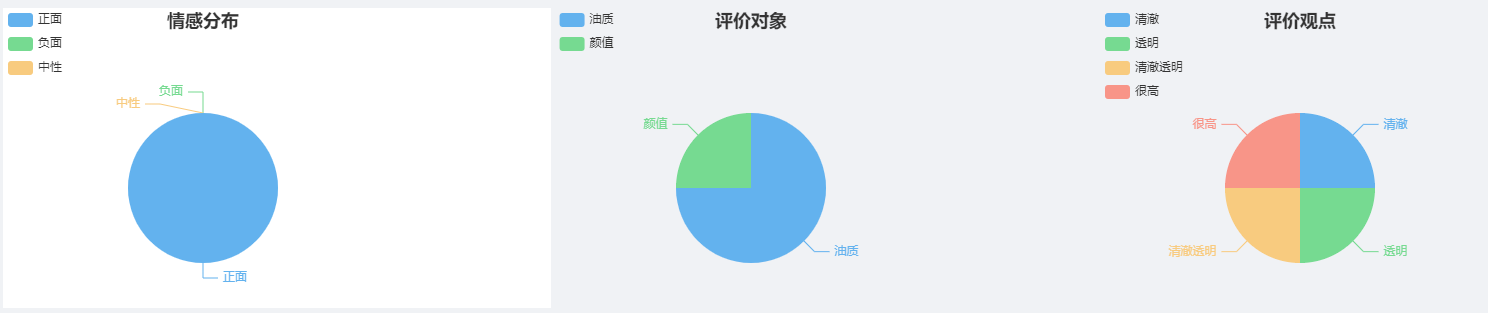 情感分布
正面
负面
中性
负面
中性
正面
评价对象
油质
颜值
颜值
油质
评价观点
清澈
透明
清澈透明
很高
很高
清澈
清澈透明
透明